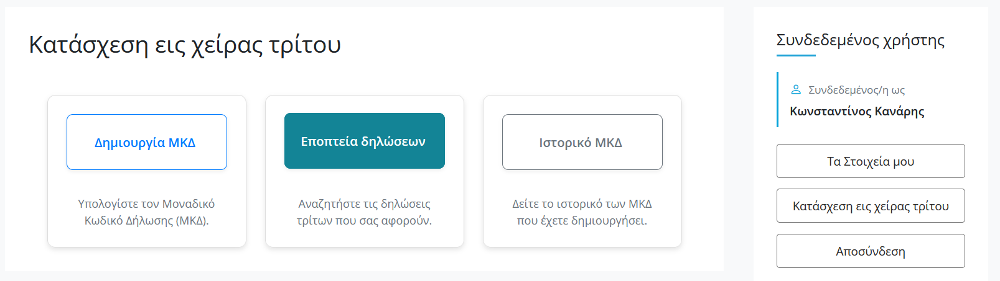 Κατάσχεση εις χείρας τρίτου
Δημιουργία ΜΚΔ
Υπολογίστε τον Μοναδικό
Κωδικό Δήλωσης (ΜΚΔ).
Εποπτεία δηλώσεων
Αναζητήστε τις δηλώσεις
τρίτων που σας αφορούν.
Ιστορικό ΜΚΔ
Δείτε το ιστορικό των ΜΚΔ
που έχετε δημιουργήσει.
Συνδεδεμένος χρήστης
Συνδεδεμένος/η ως
Κωνσταντίνος Κανάρης
Τα Στοιχεία μου
Κατάσχεση εις χείρας τρίτου
Αποσύνδεση